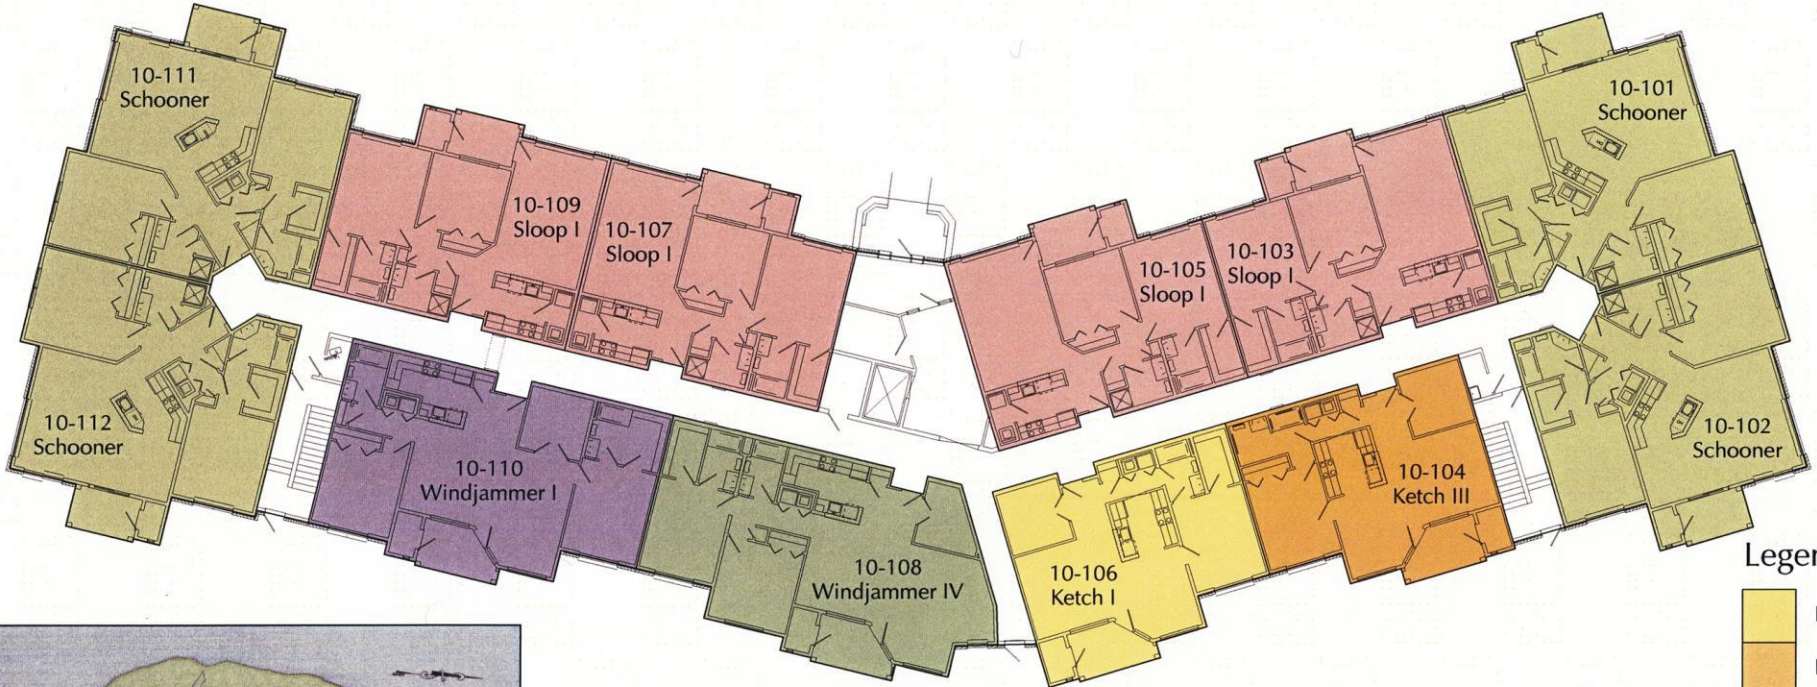 10-111
Schooner
10-109
Sloop I
10-107
Sloop I
10-105
Sloop I
10-103
Sloop I
10-101
Schooner
10-112
Schooner
10-110
Windjammer I
10-108
Windjammer IV
10-106
Ketch I
10-104
Ketch III
10-102
Schooner